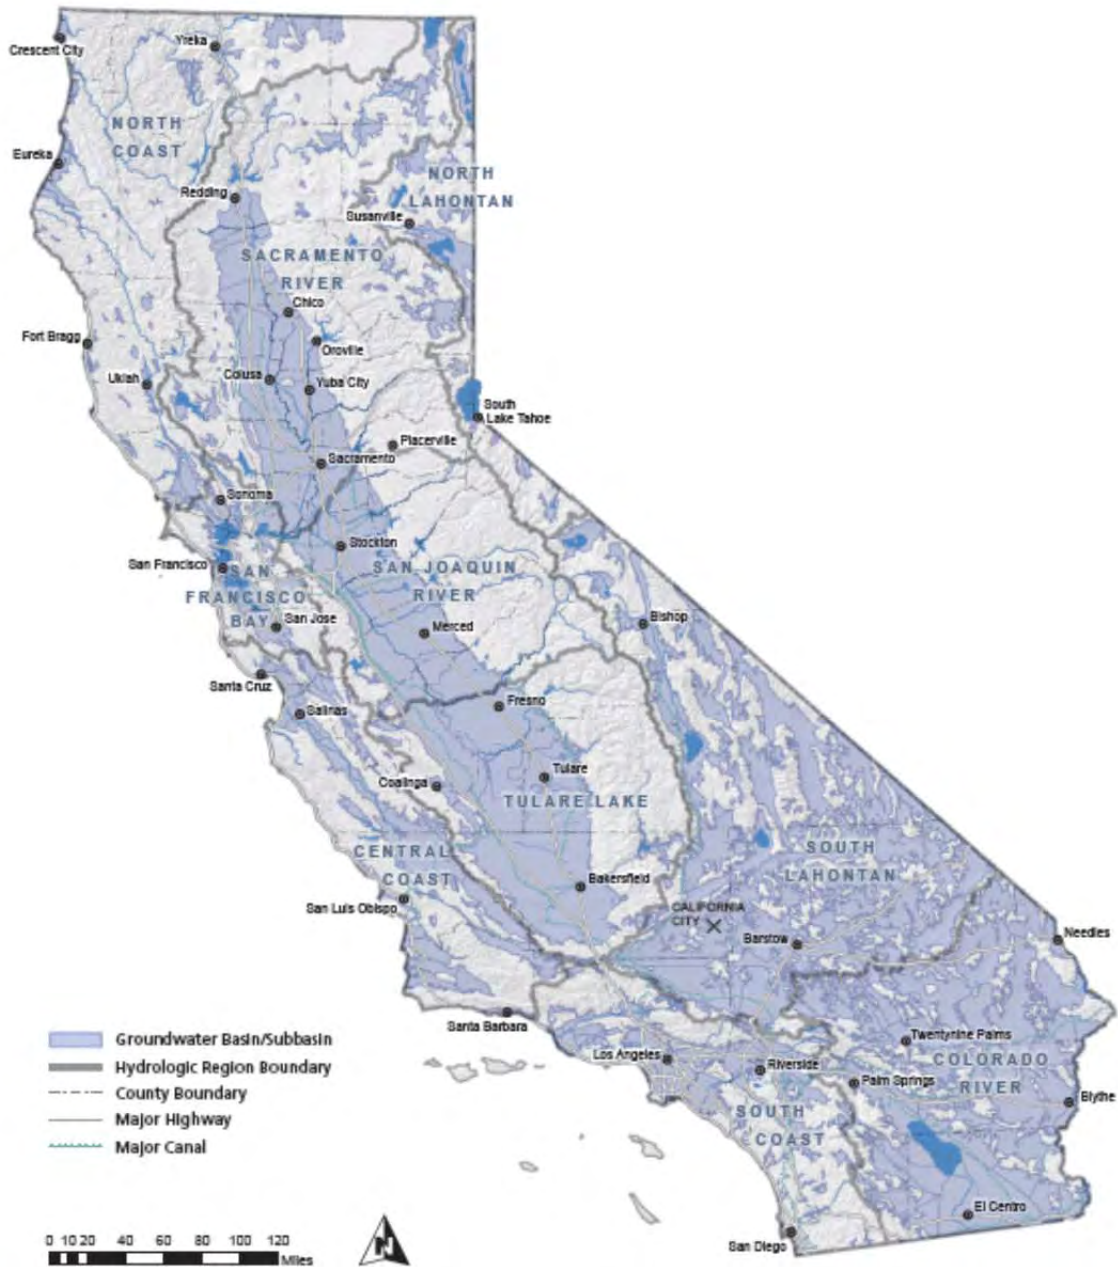 Crescent City
Yreka
NORTH
COAST
Eureka
NORTH
LAHONTAN
Redding
Susanville
SACRAMENTO
RIVER
Chico
Fort Bragg
Oroville
Ukiah
Colusa
Yuba City
South
Lake Tahoe
Placerville
Sacramento
Sonoma
Stockton
San Francisco
SAN
FRANCISCO
BAY
SAN JOAQUIN
RIVER
San Jose
Merced
Bishop
Santa Cruz
Salinas
Fresno
Coalinga
Tulare
TULARE LAKE
CENTRAL
COAST
SOUTH
LAHONTAN
Bakersfield
San Luis Obispo
CALIFORNIA
CITY
Barstow
Needles
Santa Barbara
Los Angeles
Riverside
Twentynine Palms
COLORADO
RIVER
Palm Springs
Blythe
SOUTH
COAST
El Centro
San Diego
Groundwater Basin/Subbasin
Hydrologic Region Boundary
County Boundary
Major Highway
Major Canal
0 10 20 40 60 80 100 120
Miles
N